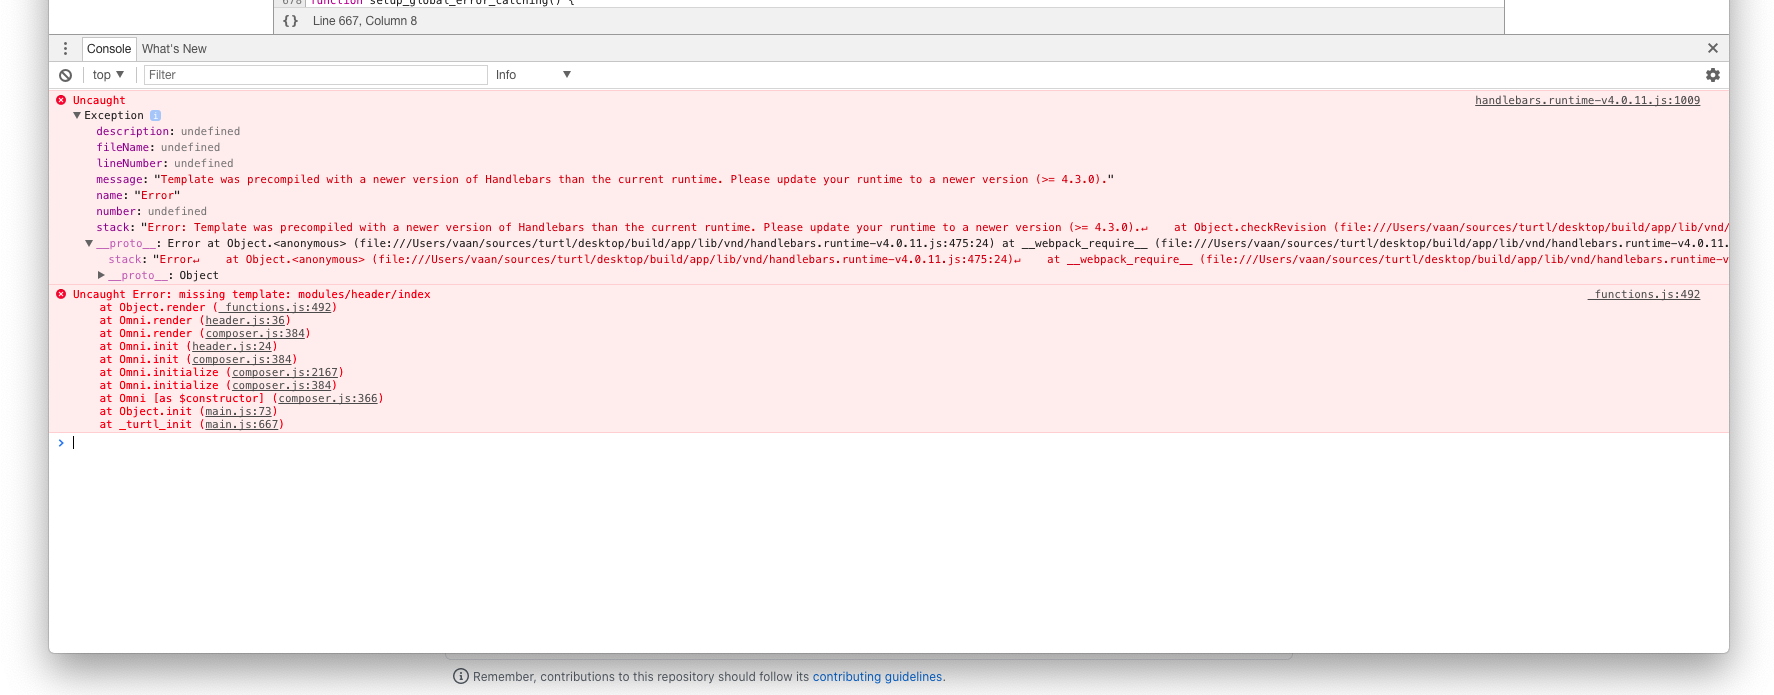 678 function setup_global_error_catching() {
{} Line 667, Column 8
Console What's New
top ▼ Filter Info ▼
Uncaught handlebars.runtime-v4.0.11.js:1009
▼Exception i
description: undefined
fileName: undefined
lineNumber: undefined
message: "Template was precompiled with a newer version of Handlebars than the current runtime. Please update your runtime to a newer version (>= 4.3.0)."
name: "Error"
number: undefined
stack: "Error: Template was precompiled with a newer version of Handlebars than the current runtime. Please update your runtime to a newer version (>= 4.3.0).↵    at Object.checkRevision (file:///Users/vaan/sources/turtl/desktop/build/app/lib/vnd/
▼__proto__: Error at Object.<anonymous> (file:///Users/vaan/sources/turtl/desktop/build/app/lib/vnd/handlebars.runtime-v4.0.11.js:475:24) at __webpack_require__ (file:///Users/vaan/sources/turtl/desktop/build/app/lib/vnd/handlebars.runtime-v4.0.11.
stack: "Error↵    at Object.<anonymous> (file:///Users/vaan/sources/turtl/desktop/build/app/lib/vnd/handlebars.runtime-v4.0.11.js:475:24)↵    at __webpack_require__ (file:///Users/vaan/sources/turtl/desktop/build/app/lib/vnd/handlebars.runtime-v
▶__proto__: Object
Uncaught Error: missing template: modules/header/index _functions.js:492
at Object.render (_functions.js:492)
at Omni.render (header.js:36)
at Omni.render (composer.js:384)
at Omni.init (header.js:24)
at Omni.init (composer.js:384)
at Omni.initialize (composer.js:2167)
at Omni.initialize (composer.js:384)
at Omni [as $constructor] (composer.js:366)
at Object.init (main.js:73)
at _turtl_init (main.js:667)
>
Remember, contributions to this repository should follow its contributing guidelines.